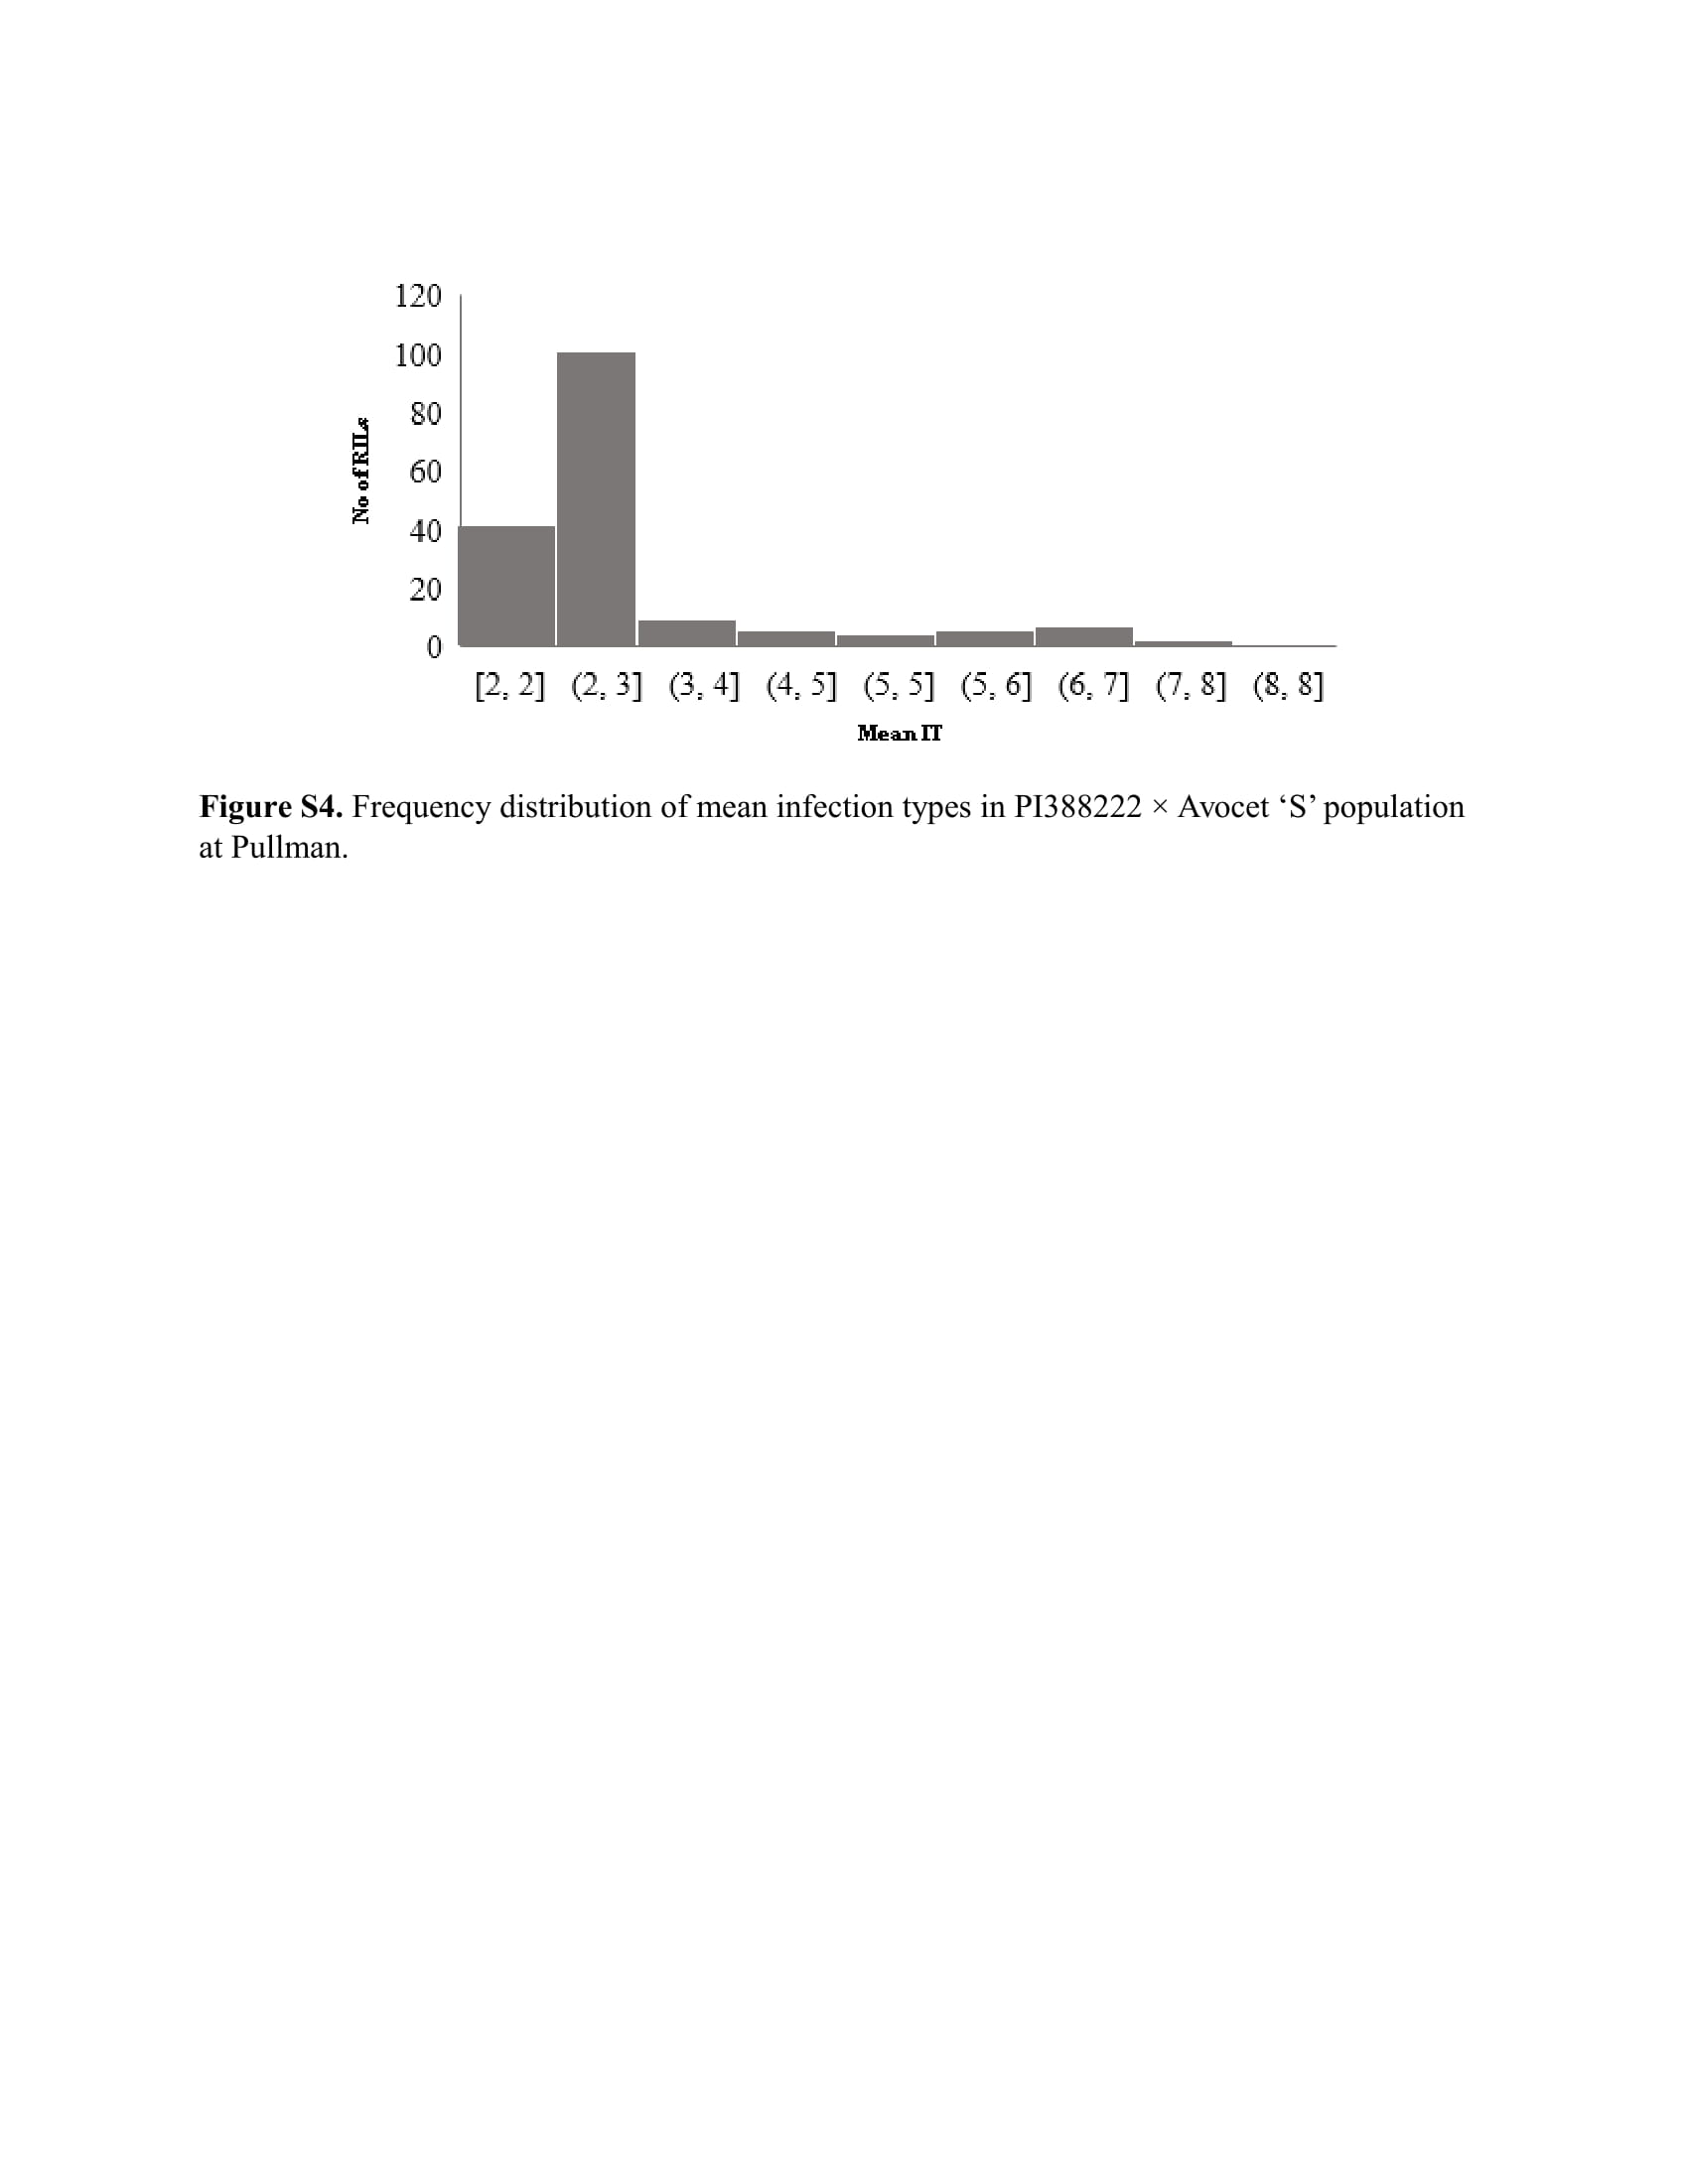 120
100
80
60
40
20
0
No of RILs
[2, 2] (2, 3] (3, 4] (4, 5] (5, 5] (5, 6] (6, 7] (7, 8] (8, 8]
Mean IT
Figure S4. Frequency distribution of mean infection types in PI388222 × Avocet ‘S’ population
at Pullman.